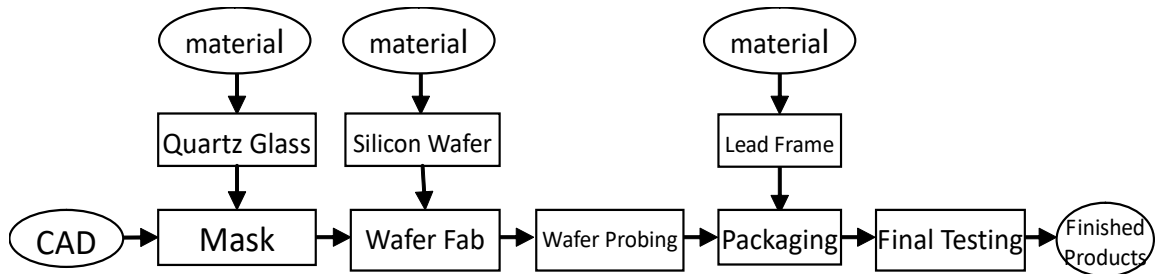 material
material
material
Quartz Glass
Silicon Wafer
Lead Frame
CAD
Mask
Wafer Fab
Wafer Probing
Packaging
Final Testing
Finished
Products